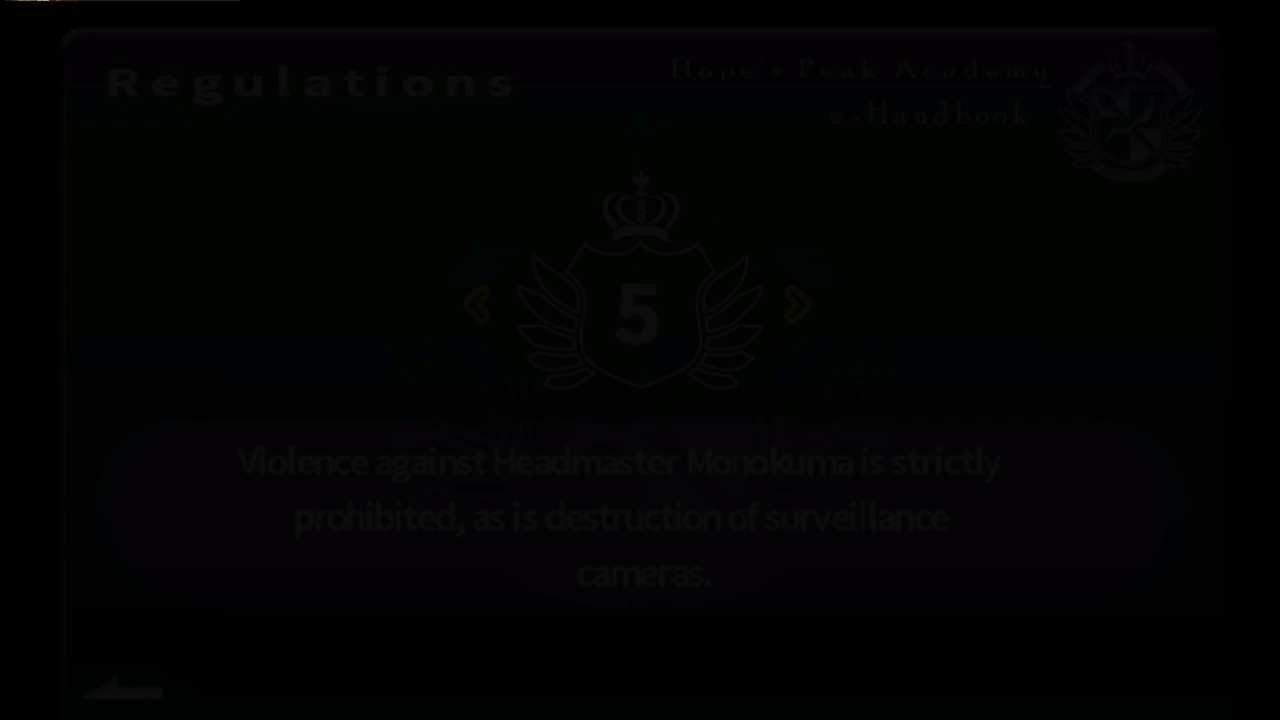 Regulations
Hope's Peak Academy
e-Handbook
5
Violence against Headmaster Monokuma is strictly
prohibited, as is destruction of surveillance
cameras.